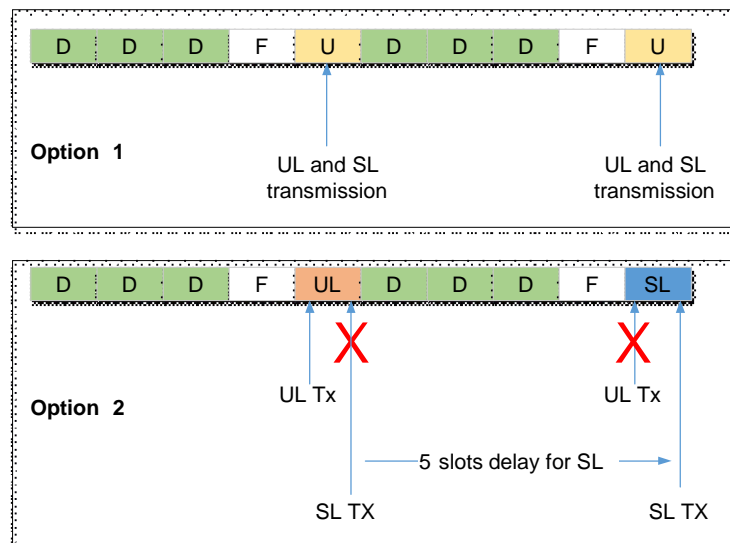 D D D F U D D D F U
Option 1
UL and SL
transmission
UL and SL
transmission
D D D F UL D D D F SL
X X
UL Tx
UL Tx
Option 2
5 slots delay for SL
SL TX
SL TX